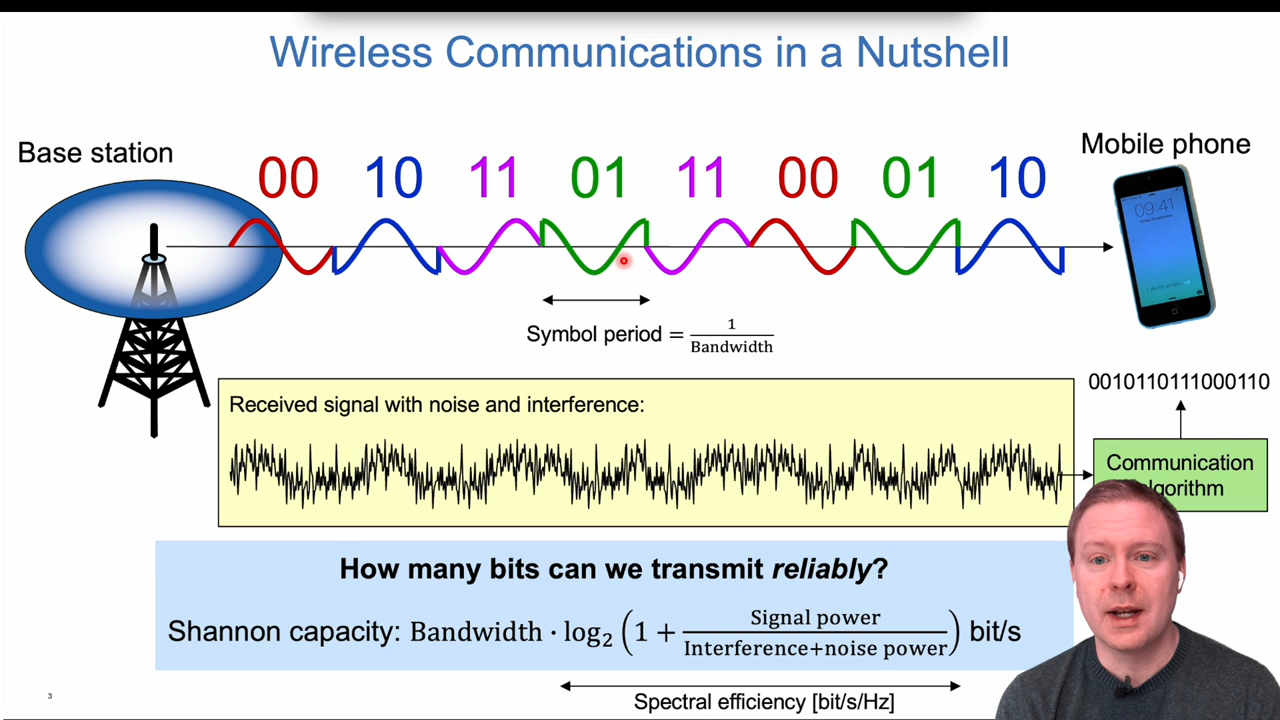 Wireless Communications in a Nutshell
Base station
Mobile phone
00 10 11 01 11 00 01 10
09:41
Symbol period = 1/Bandwidth
0010110111000110
Received signal with noise and interference:
Communication
algorithm
How many bits can we transmit reliably?
Shannon capacity: Bandwidth · log₂ (1 + Signal power/Interference+noise power) bit/s
Spectral efficiency [bit/s/Hz]
3